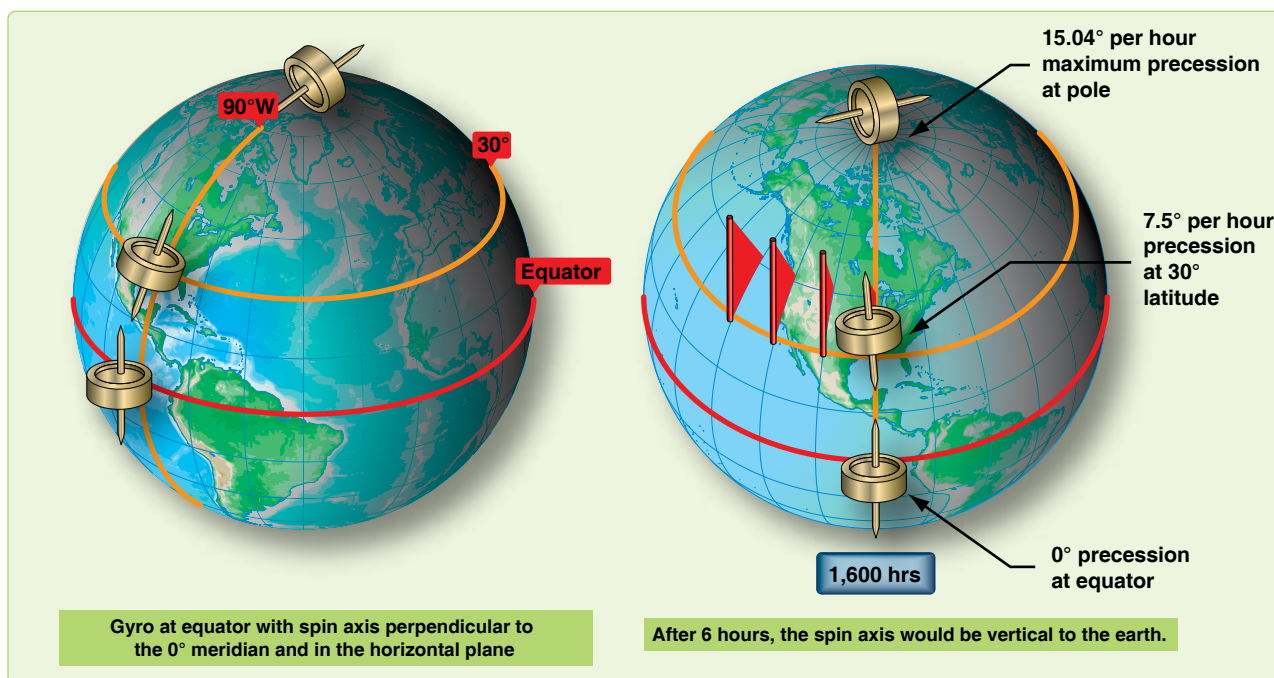 90°W
30°
Equator
Gyro at equator with spin axis perpendicular to
the 0° meridian and in the horizontal plane
15.04° per hour
maximum precession
at pole
7.5° per hour
precession
at 30°
latitude
0° precession
at equator
1,600 hrs
After 6 hours, the spin axis would be vertical to the earth.